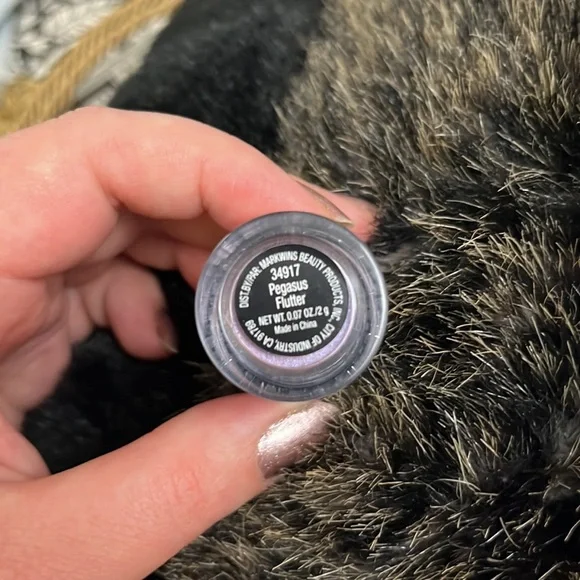 DIST.BY/PAR: MARKWINS BEAUTY PRODUCTS, INC. CITY OF INDUSTRY, CA 91789
34917
Pegasus
Flutter
NET WT. 0.07 OZ./2 g
Made in China